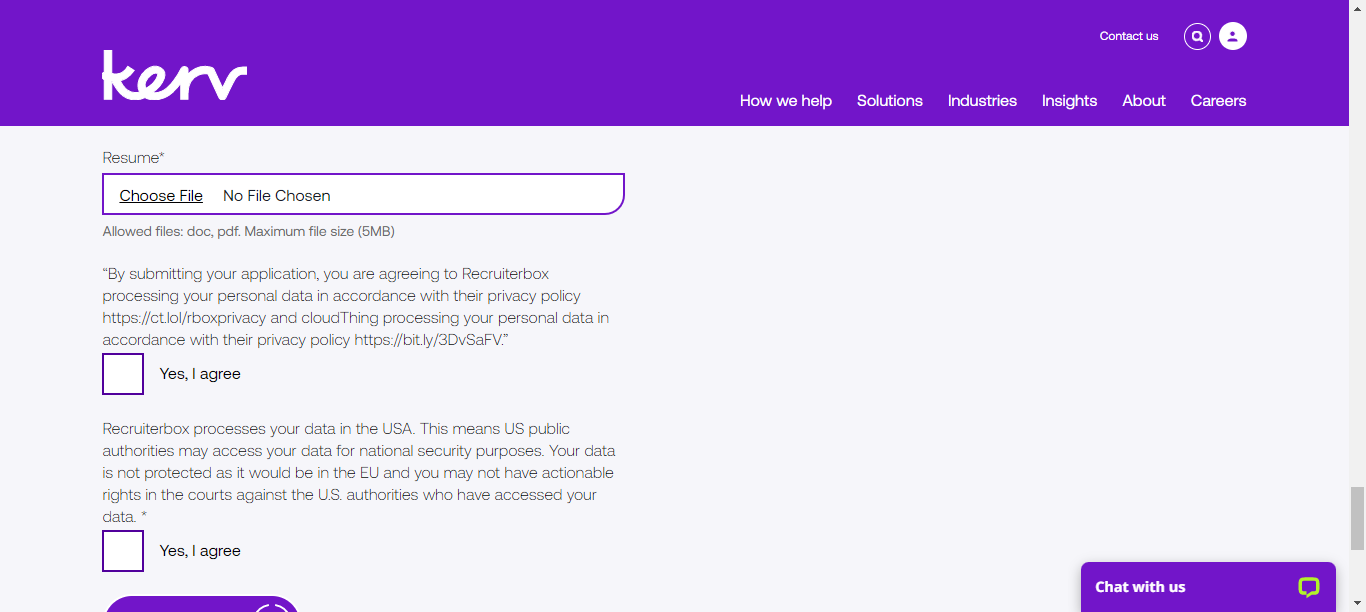 Contact us
kerv
How we help Solutions Industries Insights About Careers
Resume*
Choose File No File Chosen
Allowed files: doc, pdf. Maximum file size (5MB)
“By submitting your application, you are agreeing to Recruiterbox
processing your personal data in accordance with their privacy policy
https://ct.lol/rboxprivacy and cloudThing processing your personal data in
accordance with their privacy policy https://bit.ly/3DvSaFV.”
Yes, I agree
Recruiterbox processes your data in the USA. This means US public
authorities may access your data for national security purposes. Your data
is not protected as it would be in the EU and you may not have actionable
rights in the courts against the U.S. authorities who have accessed your
data. *
Yes, I agree
Chat with us